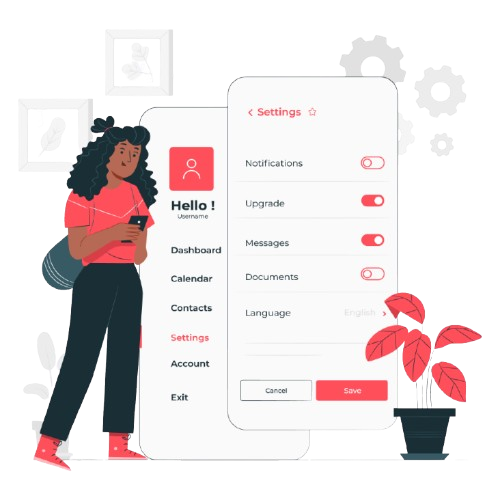 Settings
Hello !
Username
Dashboard
Calendar
Contacts
Settings
Account
Exit
Notifications
Upgrade
Messages
Documents
Language English
Cancel Save